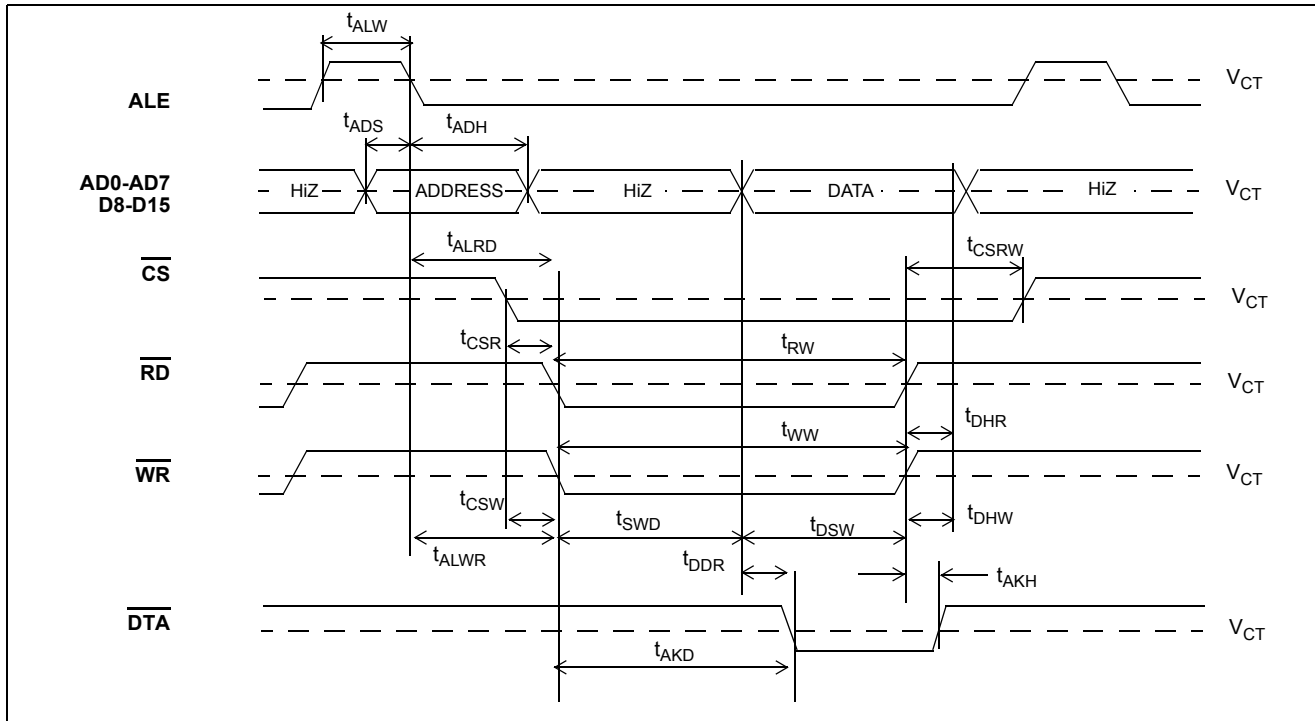 tALW
ALE
VCT
tADS
tADH
AD0-AD7
D8-D15
HiZ
ADDRESS
HiZ
DATA
HiZ
VCT
tALRD
tCSRW
CS
VCT
tCSR
tRW
RD
VCT
tDHR
tWW
WR
VCT
tCSW
tSWD
tDSW
tDHW
tALWR
tDDR
tAKH
DTA
VCT
tAKD